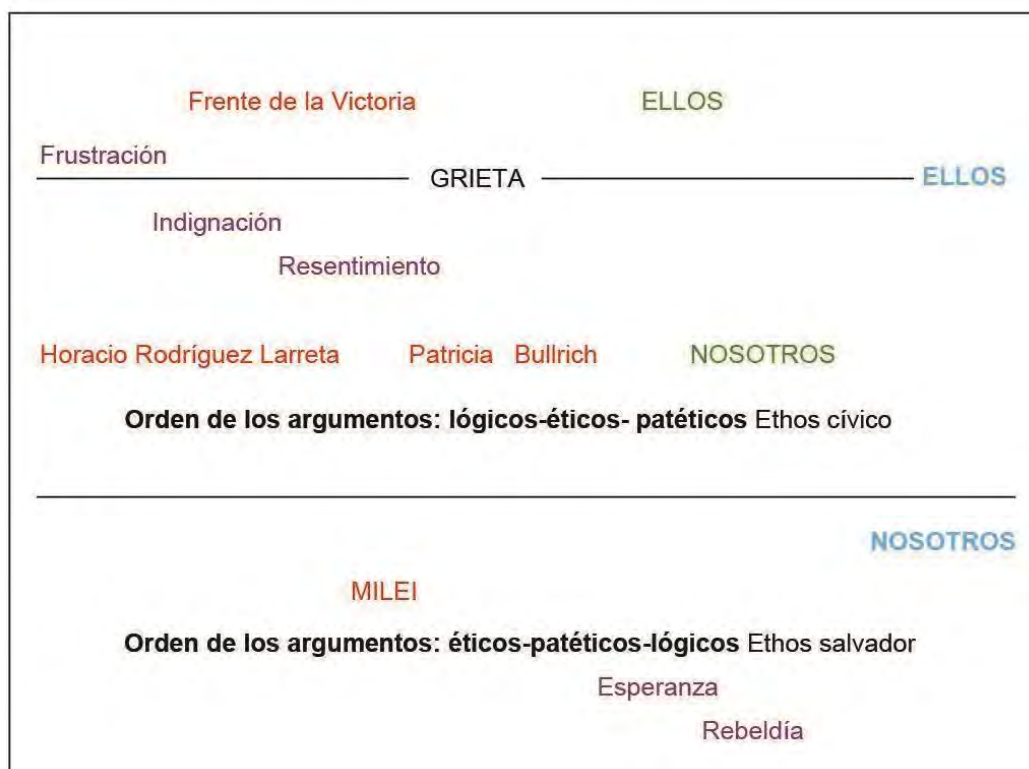 Frente de la Victoria ELLOS
Frustración
GRIETA ELLOS
Indignación
Resentimiento
Horacio Rodríguez Larreta Patricia Bullrich NOSOTROS
Orden de los argumentos: lógicos-éticos- patéticos Ethos cívico
NOSOTROS
MILEI
Orden de los argumentos: éticos-patéticos-lógicos Ethos salvador
Esperanza
Rebeldía